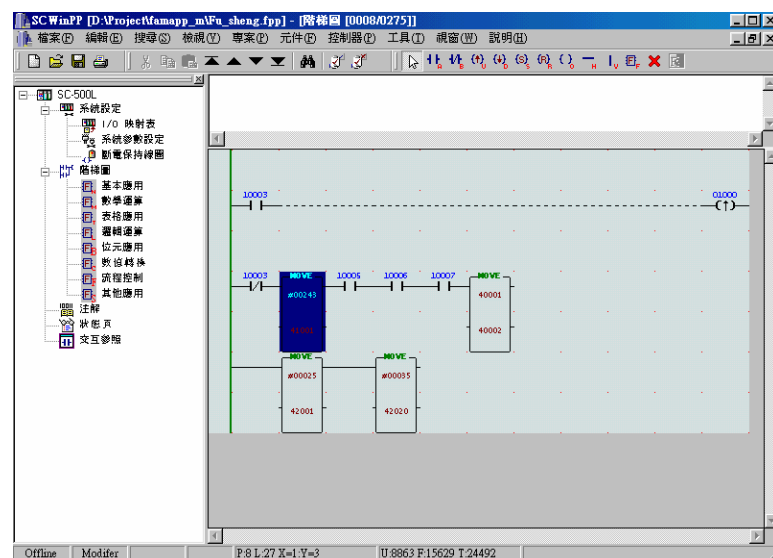 SCWinPP [D:\Project\famapp_m\Fu_sheng.fpp] - [階梯圖 [0008/0275]]
檔案(F) 編輯(E) 搜尋(S) 檢視(V) 專案(P) 元件(F) 控制器(P) 工具(T) 視窗(W) 說明(H)
SC-500L
系統設定
I/O 映射表
系統參數設定
斷電保持線圈
階梯圖
基本應用
數學運算
表格應用
邏輯運算
位元應用
數值轉換
流程控制
其他應用
注解
狀態頁
交互參照
10003 01000
10003 MOVE 10005 10006 10007 MOVE
#00243 40001
40002
MOVE MOVE
#00025 #00035
42001 42020
Offline Modifer P:8 L:27 X=1:Y=3 U:8863 F:15629 T:24492